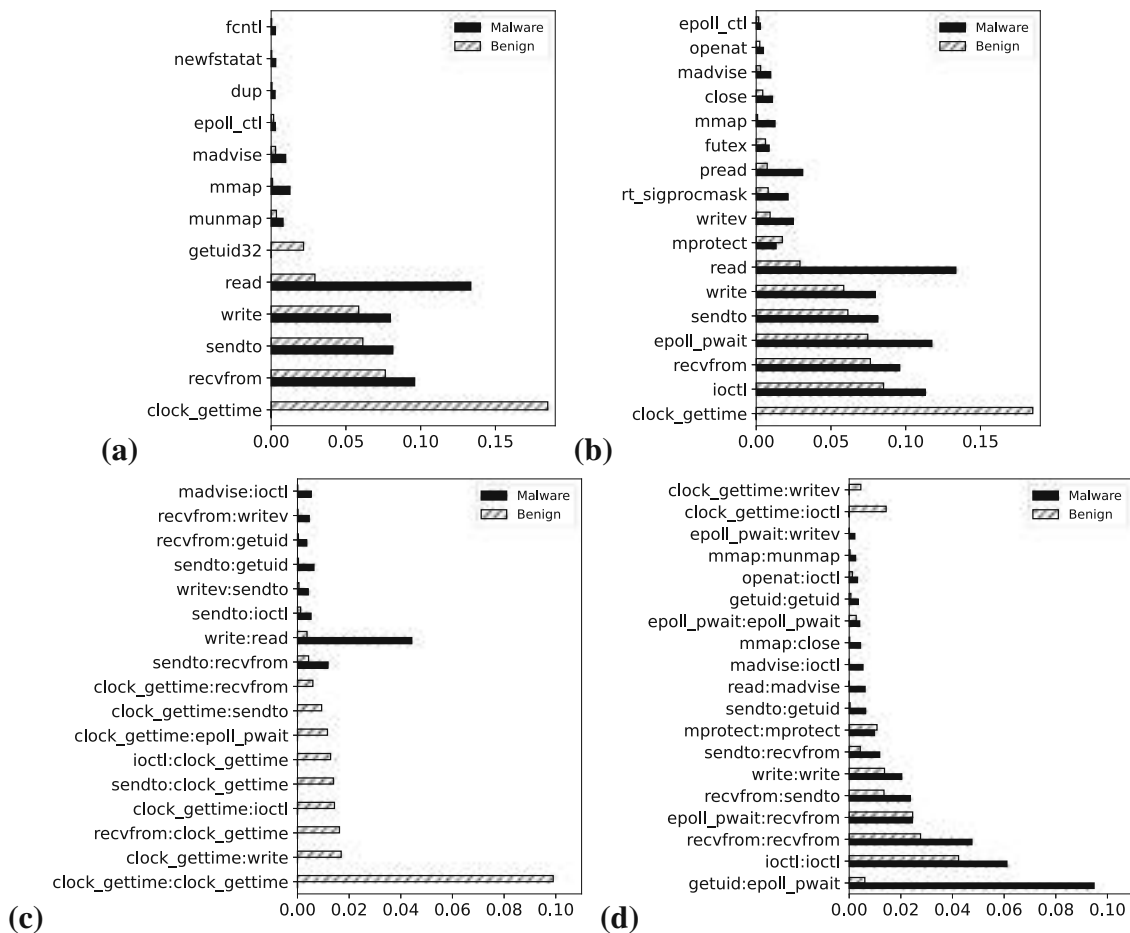 fcntl
newfstatat
dup
epoll_ctl
madvise
mmap
munmap
getuid32
read
write
sendto
recvfrom
clock_gettime
Malware
Benign
0.00 0.05 0.10 0.15
(a)
epoll_ctl
openat
madvise
close
mmap
futex
pread
rt_sigprocmask
writev
mprotect
read
write
sendto
epoll_pwait
recvfrom
ioctl
clock_gettime
Malware
Benign
0.00 0.05 0.10 0.15
(b)
madvise:ioctl
recvfrom:writev
recvfrom:getuid
sendto:getuid
writev:sendto
sendto:ioctl
write:read
sendto:recvfrom
clock_gettime:recvfrom
clock_gettime:sendto
clock_gettime:epoll_pwait
ioctl:clock_gettime
sendto:clock_gettime
clock_gettime:ioctl
recvfrom:clock_gettime
clock_gettime:write
clock_gettime:clock_gettime
Malware
Benign
0.00 0.02 0.04 0.06 0.08 0.10
(c)
clock_gettime:writev
clock_gettime:ioctl
epoll_pwait:writev
mmap:munmap
openat:ioctl
getuid:getuid
epoll_pwait:epoll_pwait
mmap:close
madvise:ioctl
read:madvise
sendto:getuid
mprotect:mprotect
sendto:recvfrom
write:write
recvfrom:sendto
epoll_pwait:recvfrom
recvfrom:recvfrom
ioctl:ioctl
getuid:epoll_pwait
Malware
Benign
0.00 0.02 0.04 0.06 0.08 0.10
(d)